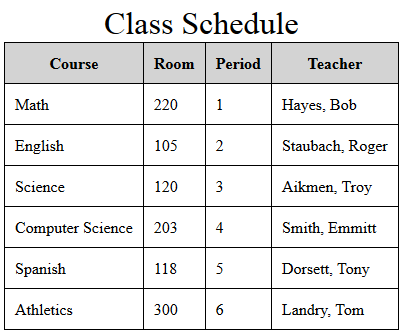 Class Schedule
Course Room Period Teacher
Math 220 1 Hayes, Bob
English 105 2 Staubach, Roger
Science 120 3 Aikmen, Troy
Computer Science 203 4 Smith, Emmitt
Spanish 118 5 Dorsett, Tony
Athletics 300 6 Landry, Tom